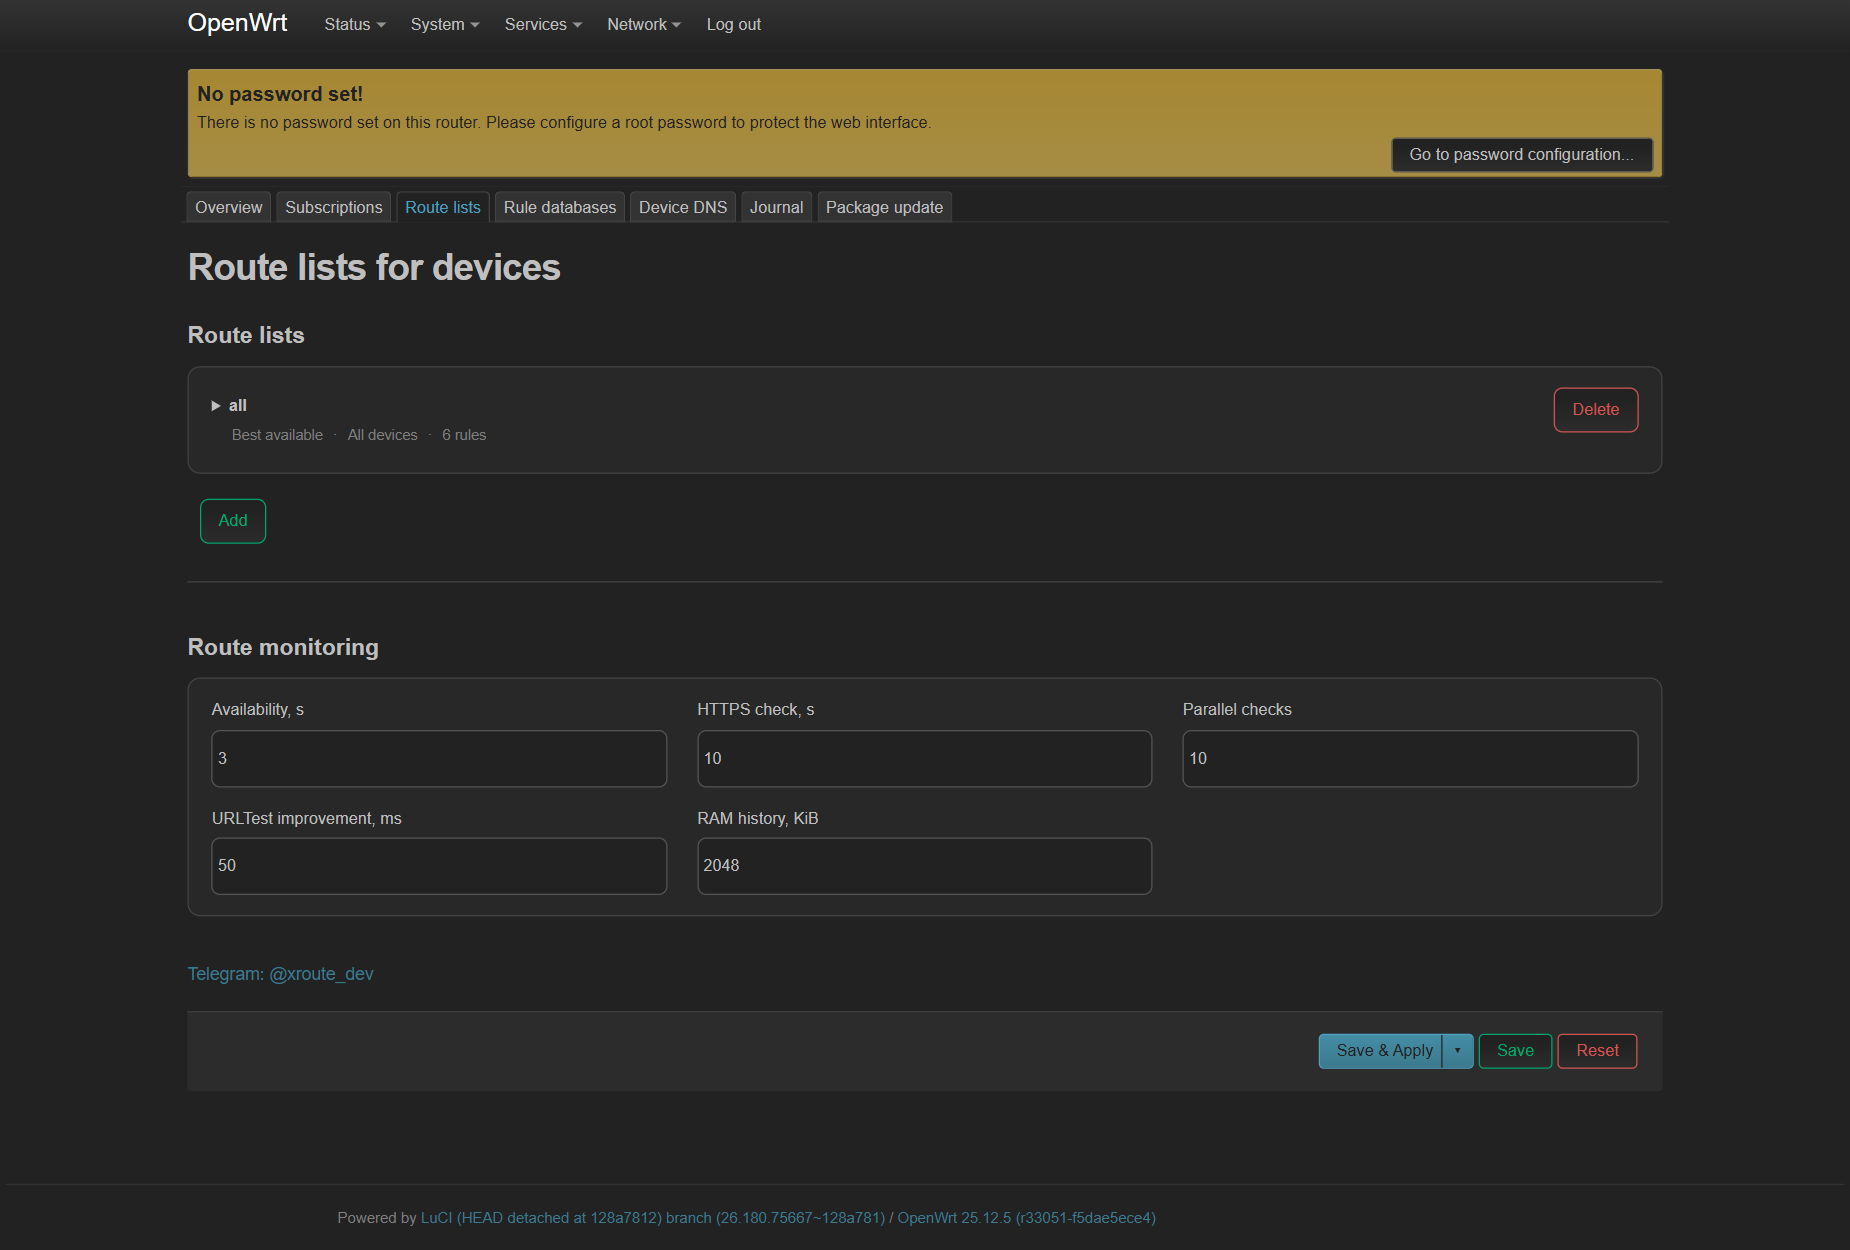 OpenWrt Status System Services Network Log out
No password set!
There is no password set on this router. Please configure a root password to protect the web interface.
Go to password configuration...
Overview Subscriptions Route lists Rule databases Device DNS Journal Package update
Route lists for devices
Route lists
all
Delete
Best available · All devices · 6 rules
Add
Route monitoring
Availability, s HTTPS check, s Parallel checks
3 10 10
URLTest improvement, ms RAM history, KiB
50 2048
Telegram: @xroute_dev
Save & Apply Save Reset
Powered by LuCI (HEAD detached at 128a7812) branch (26.180.75667~128a781) / OpenWrt 25.12.5 (r33051-f5dae5ece4)